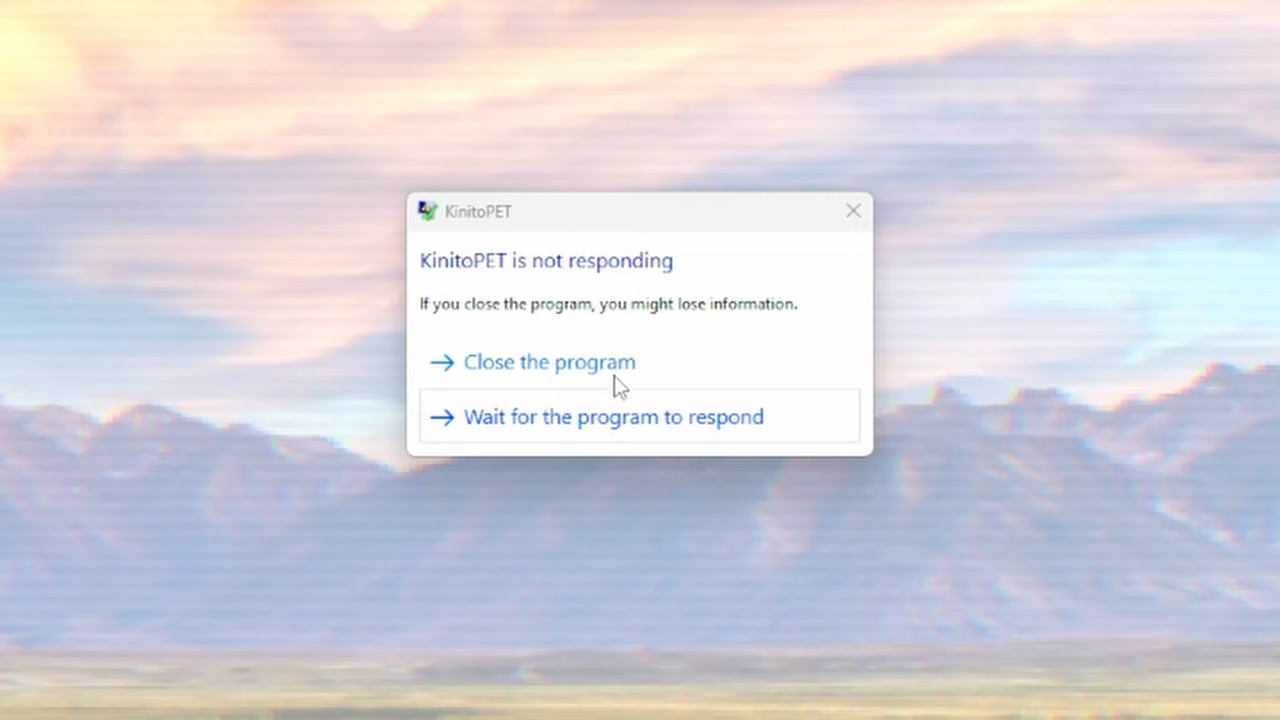 KinitoPET
KinitoPET is not responding
If you close the program, you might lose information.
Close the program
Wait for the program to respond